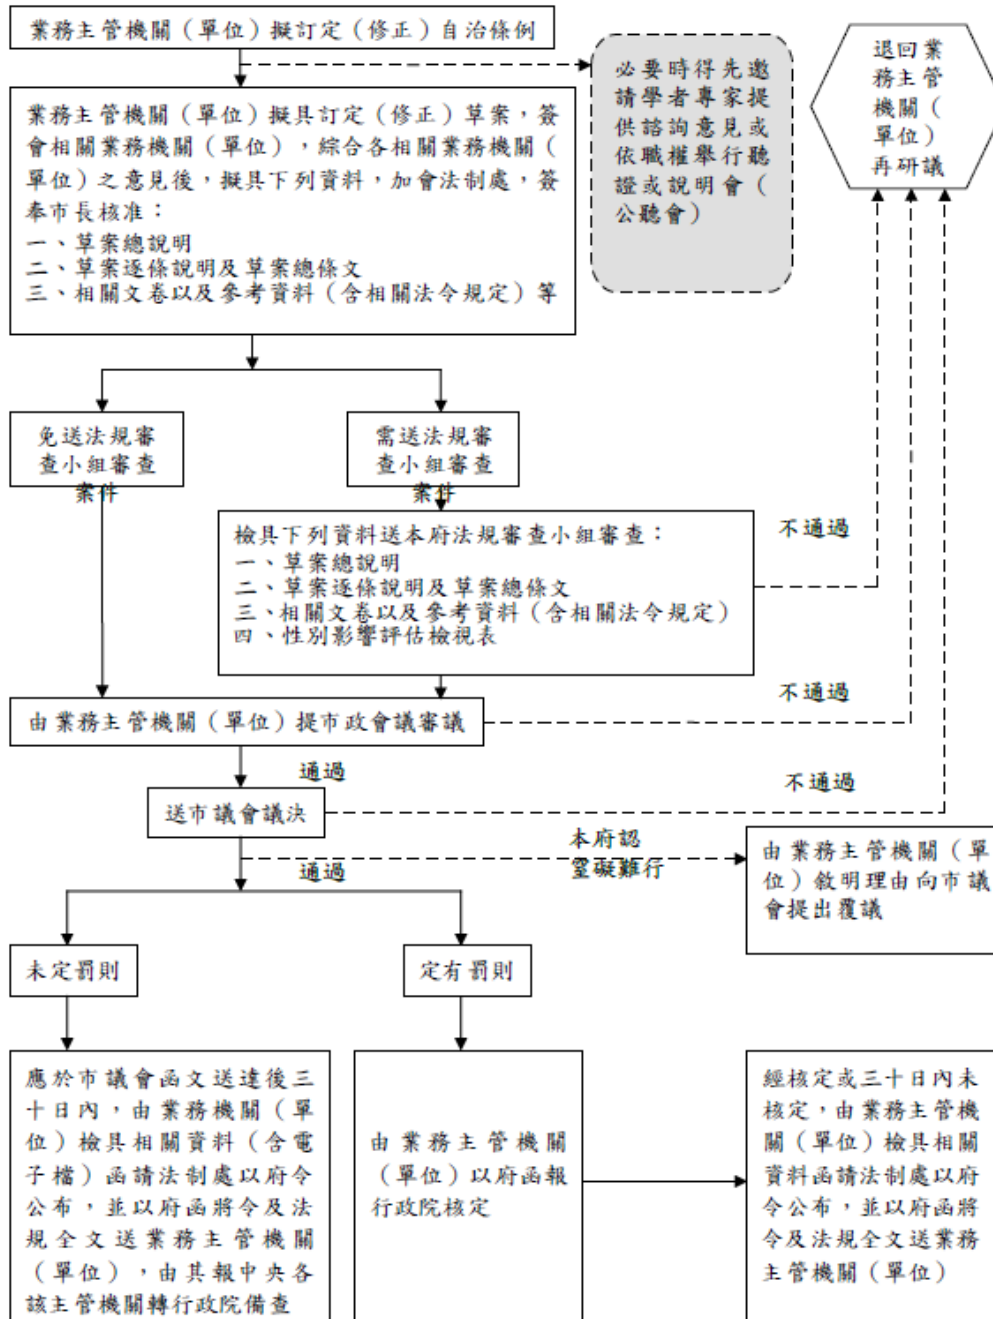 業務主管機關（單位）擬訂定（修正）自治條例
必要時得先邀
請學者專家提
供諮詢意見或
依職權舉行聽
證或說明會（
公聽會）
退回業
務主管
機關（
單位）
再研議
業務主管機關（單位）擬具訂定（修正）草案，簽
會相關業務機關（單位），綜合各相關業務機關（
單位）之意見後，擬具下列資料，加會法制處，簽
奉市長核准：
一、草案總說明
二、草案逐條說明及草案總條文
三、相關文卷以及參考資料（含相關法令規定）等
免送法規審
查小組審查
案件
需送法規審
查小組審查
案件
檢具下列資料送本府法規審查小組審查：
一、草案總說明
二、草案逐條說明及草案總條文
三、相關文卷以及參考資料（含相關法令規定）
四、性別影響評估檢視表
不通過
由業務主管機關（單位）提市政會議審議
不通過
通過
送市議會議決
不通過
通過
本府認
窒礙難行
由業務主管機關（單
位）敘明理由向市議
會提出覆議
未定罰則
定有罰則
應於市議會函文送達後三
十日內，由業務機關（單
位）檢具相關資料（含電
子檔）函請法制處以府令
公布，並以府函將令及法
規全文送業務主管機關
（單位），由其報中央各
該主管機關轉行政院備查
由業務主管機關
（單位）以府函報
行政院核定
經核定或三十日內未
核定，由業務主管機
關（單位）檢具相關
資料函請法制處以府
令公布，並以府函將
令及法規全文送業務
主管機關（單位）